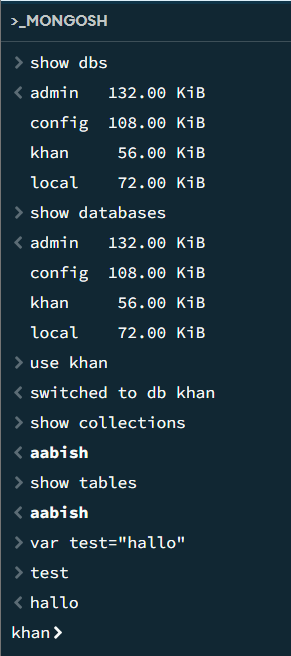 >_MONGOSH
> show dbs
< admin   132.00 KiB
config  108.00 KiB
khan     56.00 KiB
local    72.00 KiB
> show databases
< admin   132.00 KiB
config  108.00 KiB
khan     56.00 KiB
local    72.00 KiB
> use khan
< switched to db khan
> show collections
< aabish
> show tables
< aabish
> var test="hallo"
> test
< hallo
khan>